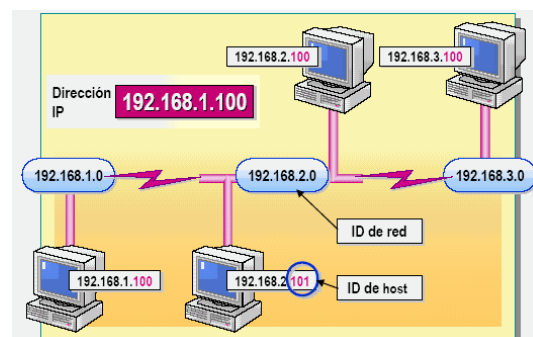 192.168.2.100
192.168.3.100
Dirección
IP
192.168.1.100
192.168.1.0
192.168.2.0
192.168.3.0
ID de red
192.168.1.100
192.168.2.101
ID de host